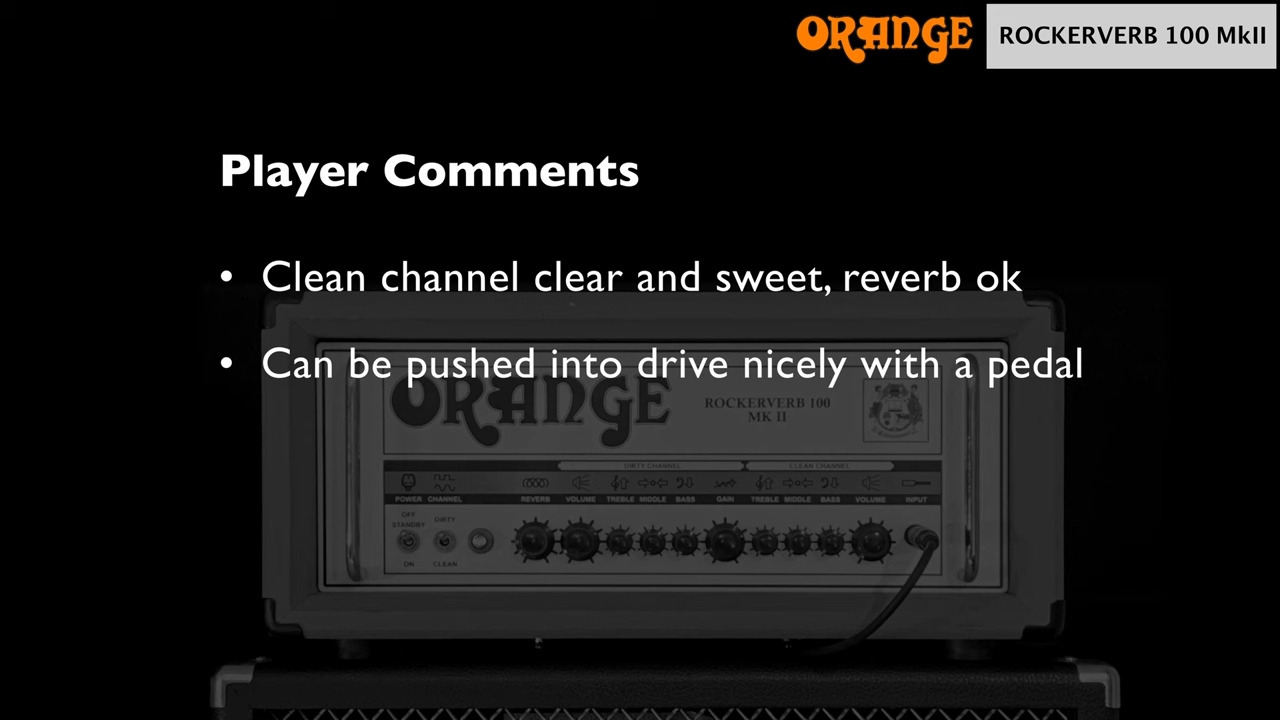 ORANGE ROCKERVERB 100 MkII
Player Comments
• Clean channel clear and sweet, reverb ok
• Can be pushed into drive nicely with a pedal
ORANGE
ROCKERVERB 100
MK II
DIRTY CHANNEL CLEAN CHANNEL
POWER CHANNEL REVERB VOLUME TREBLE MIDDLE BASS GAIN TREBLE MIDDLE BASS VOLUME INPUT
OFF
DIRTY
STANDBY
ON CLEAN